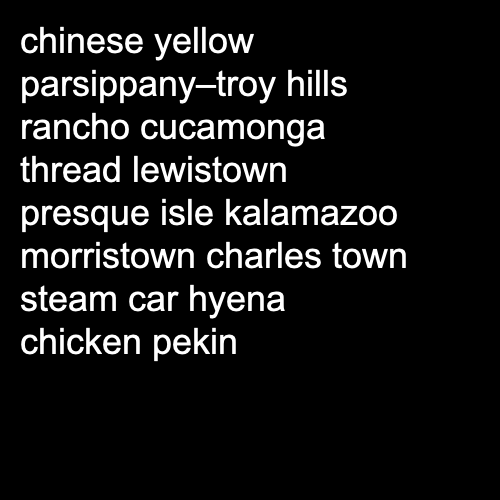 chinese yellow
parsippany–troy hills
rancho cucamonga
thread lewistown
presque isle kalamazoo
morristown charles town
steam car hyena
chicken pekin